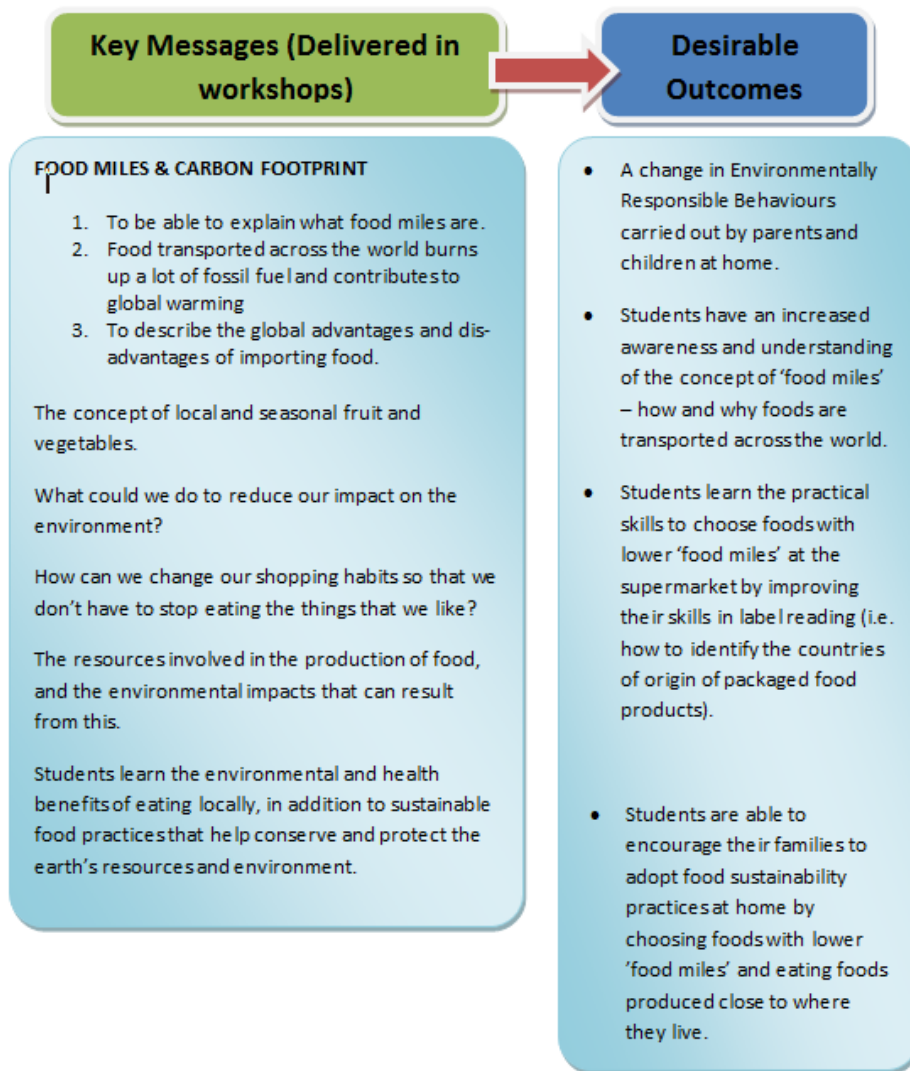 Key Messages (Delivered in
workshops)
Desirable
Outcomes
FOOD MILES & CARBON FOOTPRINT
1. To be able to explain what food miles are.
2. Food transported across the world burns
up a lot of fossil fuel and contributes to
global warming
3. To describe the global advantages and dis-
advantages of importing food.
The concept of local and seasonal fruit and
vegetables.
What could we do to reduce our impact on the
environment?
How can we change our shopping habits so that we
don't have to stop eating the things that we like?
The resources involved in the production of food,
and the environmental impacts that can result
from this.
Students learn the environmental and health
benefits of eating locally, in addition to sustainable
food practices that help conserve and protect the
earth's resources and environment.
• A change in Environmentally
Responsible Behaviours
carried out by parents and
children at home.
• Students have an increased
awareness and understanding
of the concept of 'food miles'
– how and why foods are
transported across the world.
• Students learn the practical
skills to choose foods with
lower 'food miles' at the
supermarket by improving
their skills in label reading (i.e.
how to identify the countries
of origin of packaged food
products).
• Students are able to
encourage their families to
adopt food sustainability
practices at home by
choosing foods with lower
'food miles' and eating foods
produced close to where
they live.